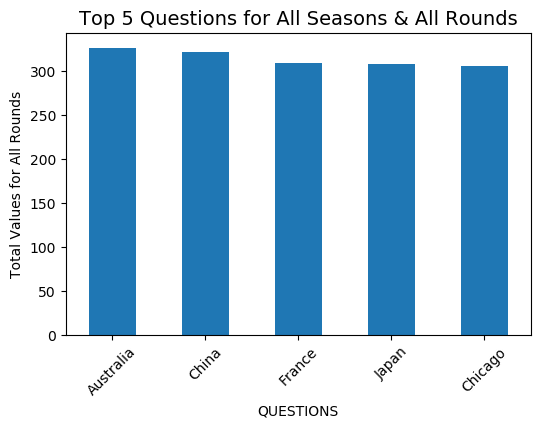 Top 5 Questions for All Seasons & All Rounds
Total Values for All Rounds
300
250
200
150
100
50
0
Australia
China
France
Japan
Chicago
QUESTIONS